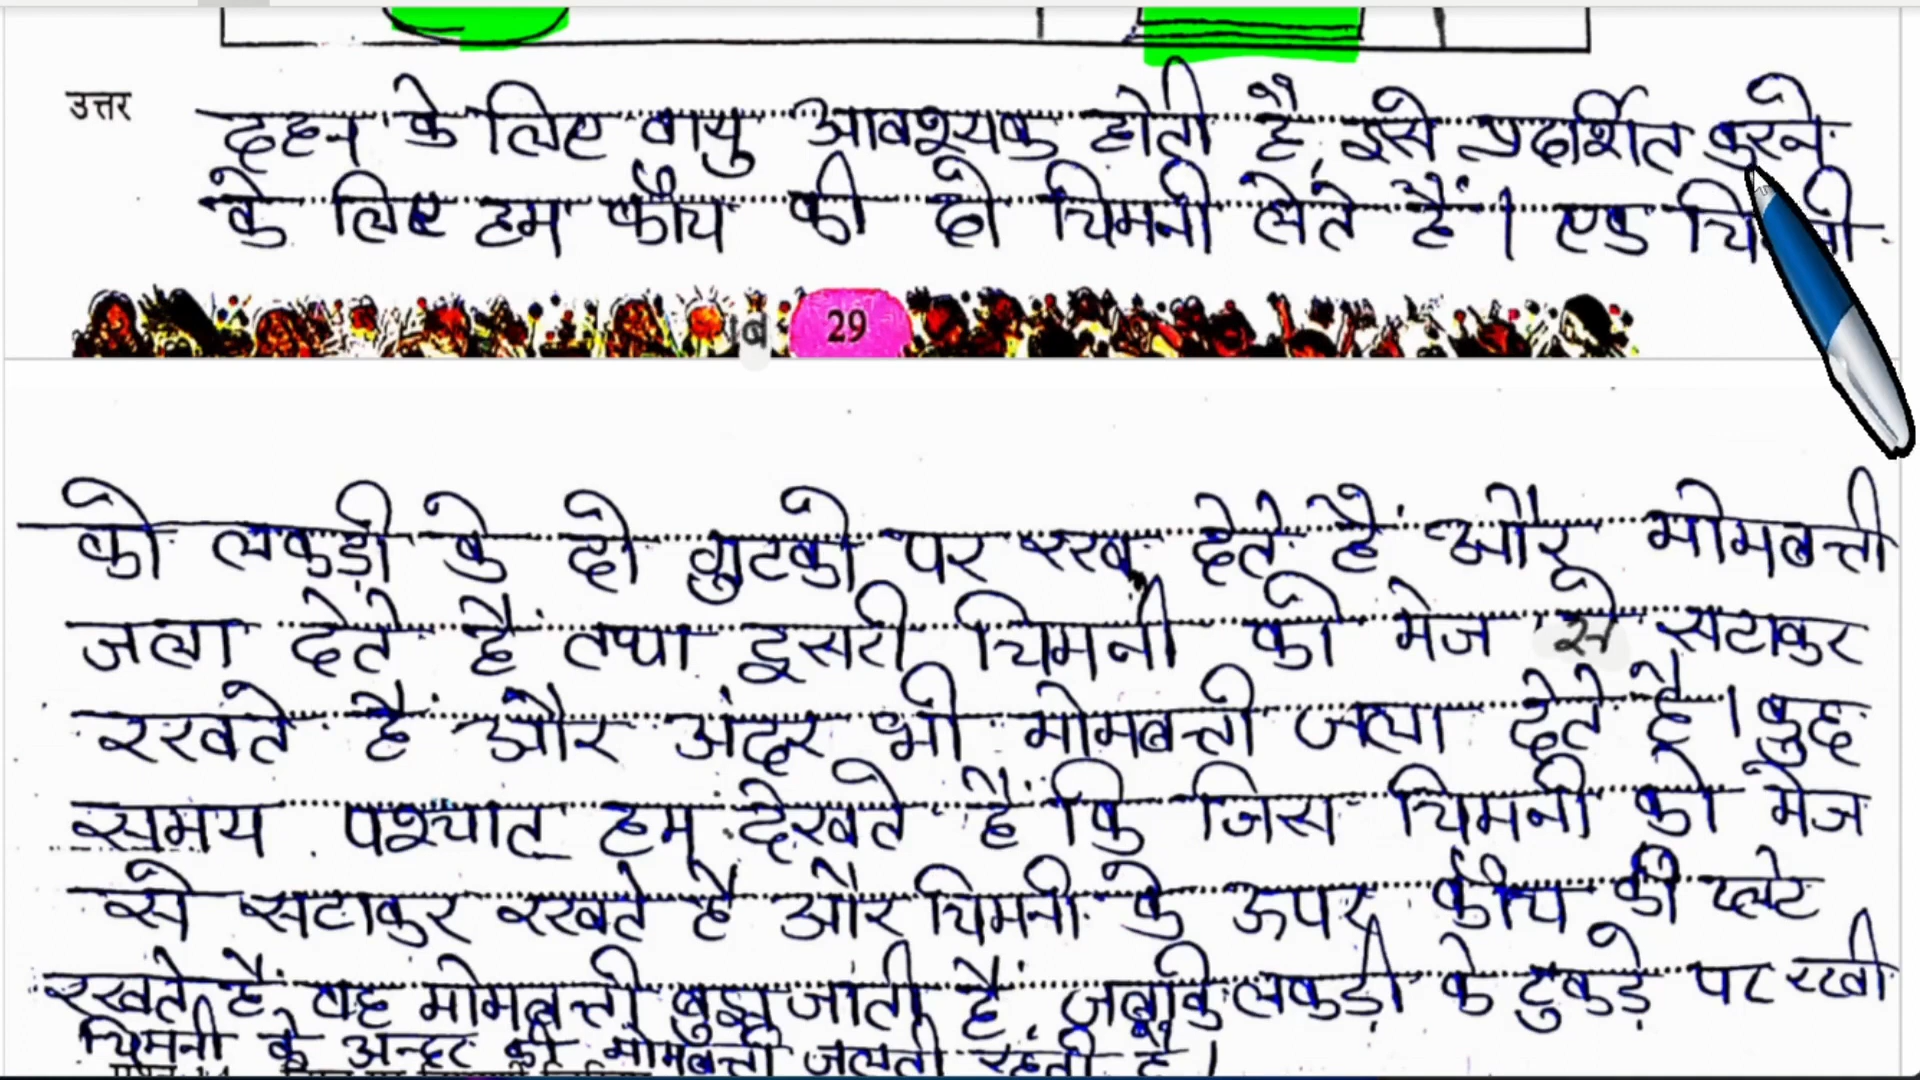 उत्तर
दहन के लिए वायु आवश्यक होती है, इसे प्रदर्शित करने
के लिए हम काँच की दो चिमनी लेते हैं। एक चिमनी
29
को लकड़ी के दो गुटको पर रख देते हैं और मोमबत्ती
जला देते हैं तथा दूसरी चिमनी को मेज से सटाकर
रखते हैं और अंदर भी मोमबत्ती जला देते है। कुछ
समय पश्चात हम देखते हैं कि जिस चिमनी को मेज
से सटाकर रखते है और चिमनी के ऊपर काँच की प्लेट
रखते हैं, वह मोमबत्ती बुझ जाती हैं, जबकि लकड़ी के टुकड़े पर रखी
चिमनी के अन्दर की मोमबत्ती जलती रहती है।